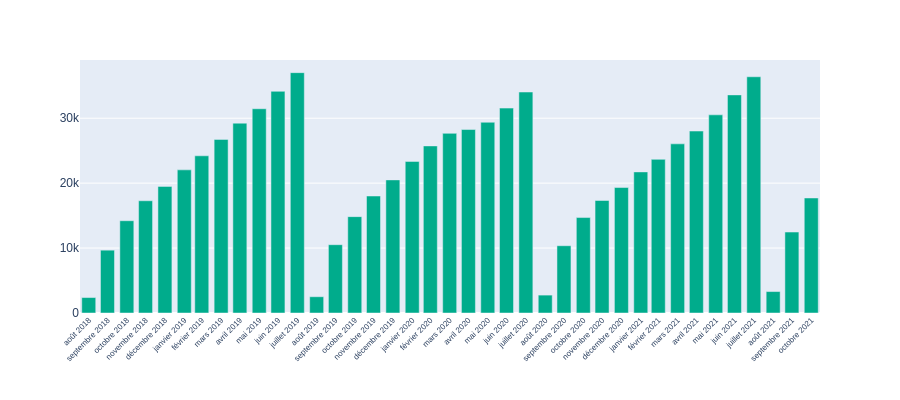 30k
20k
10k
0
août 2018
septembre 2018
octobre 2018
novembre 2018
décembre 2018
janvier 2019
février 2019
mars 2019
avril 2019
mai 2019
juin 2019
juillet 2019
août 2019
septembre 2019
octobre 2019
novembre 2019
décembre 2019
janvier 2020
février 2020
mars 2020
avril 2020
mai 2020
juin 2020
juillet 2020
août 2020
septembre 2020
octobre 2020
novembre 2020
décembre 2020
janvier 2021
février 2021
mars 2021
avril 2021
mai 2021
juin 2021
juillet 2021
août 2021
septembre 2021
octobre 2021